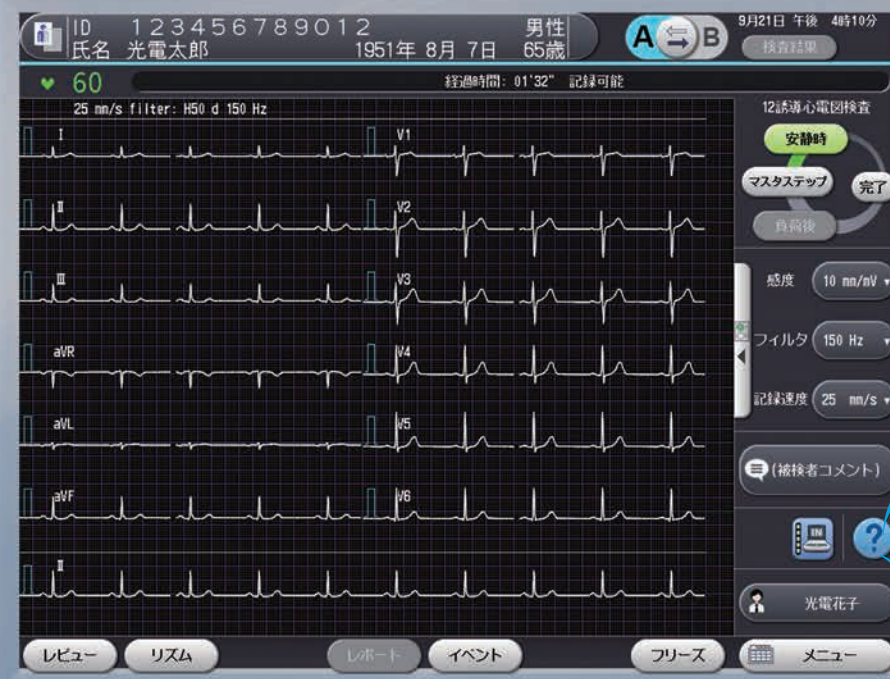 ID 123456789012 男性
氏名 光電太郎 1951年 8月 7日 65歳
A B
9月21日 午後 4時10分
検査結果
60 経過時間: 01'32" 記録可能
25 mm/s filter: H50 d 150 Hz
12誘導心電図検査
安静時
マスタステップ
完了
負荷後
I V1
II V2
III V3
aVR V4
aVL V5
aVF V6
II
感度 10 mm/mV
フィルタ 150 Hz
記録速度 25 mm/s
(被検者コメント)
IN ?
光電花子
レビュー リズム レポート イベント フリーズ メニュー